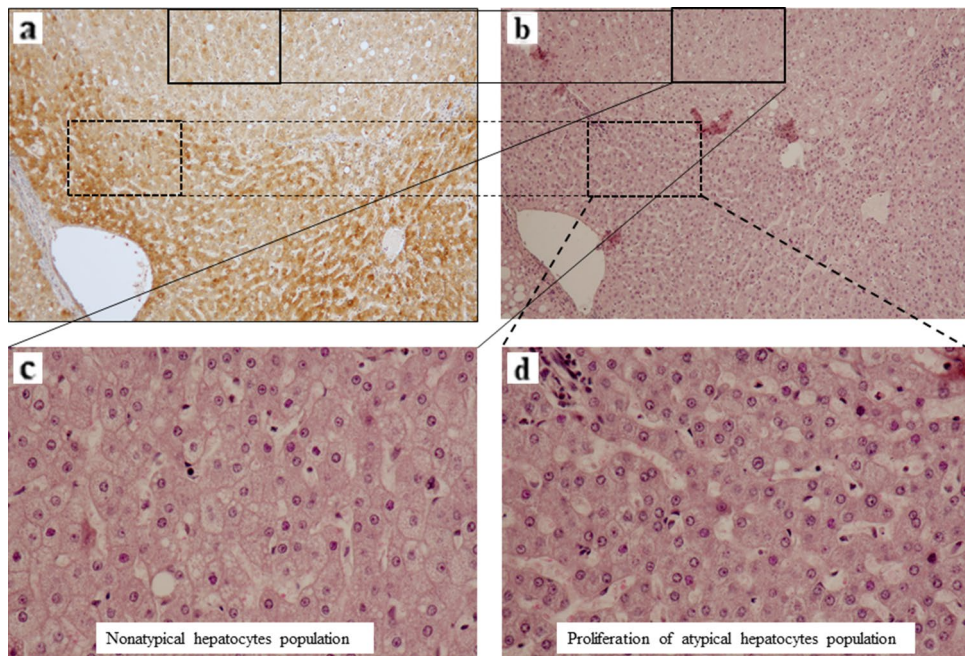 a
b
c
d
Nonatypical hepatocytes population
Proliferation of atypical hepatocytes population